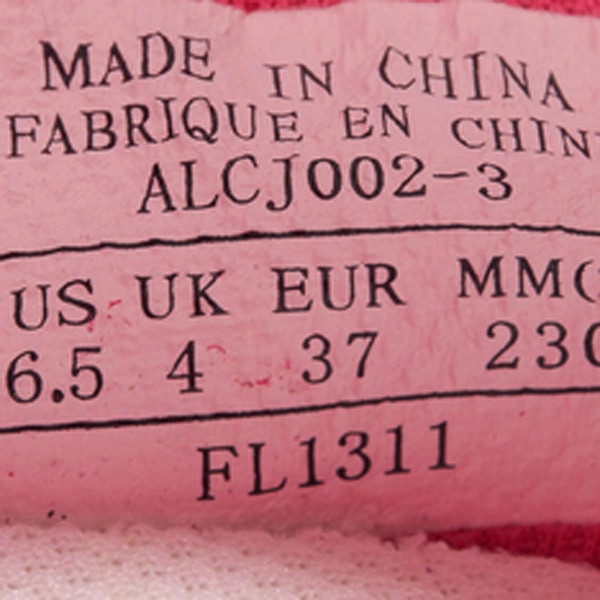 MADE IN CHINA
FABRIQUE EN CHIN
ALCJ002-3
US UK EUR MM(
6.5 4 37 230
FL1311